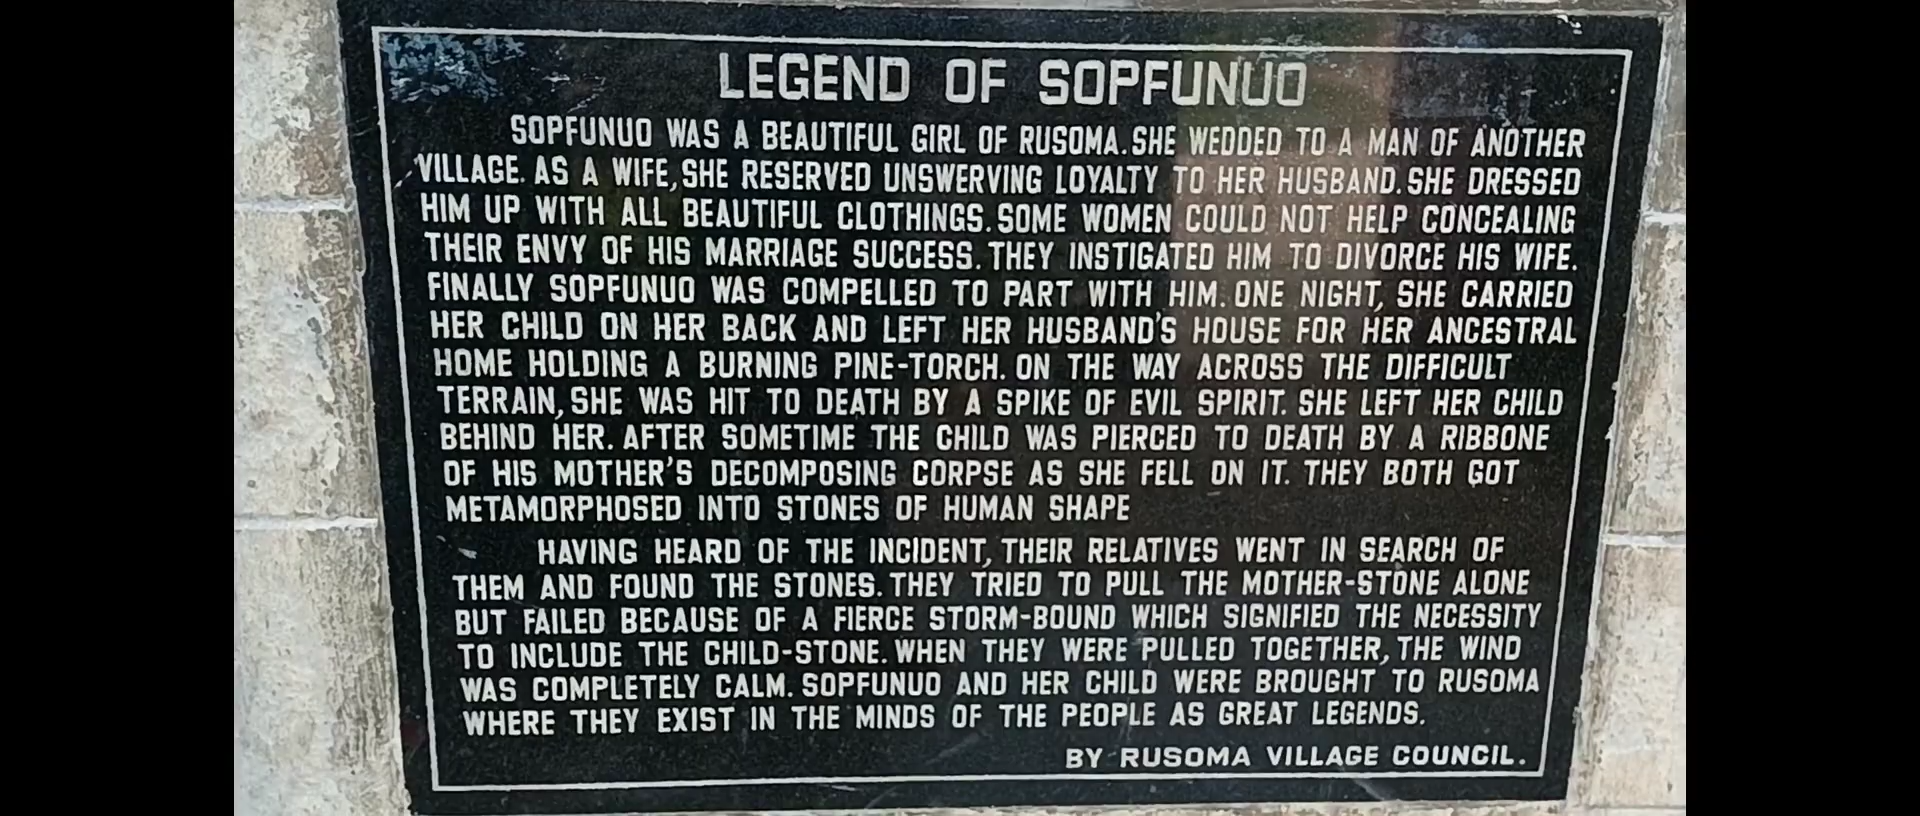 LEGEND OF SOPFUNUO
SOPFUNUO WAS A BEAUTIFUL GIRL OF RUSOMA. SHE WEDDED TO A MAN OF ANOTHER
VILLAGE. AS A WIFE, SHE RESERVED UNSWERVING LOYALTY TO HER HUSBAND. SHE DRESSED
HIM UP WITH ALL BEAUTIFUL CLOTHINGS. SOME WOMEN COULD NOT HELP CONCEALING
THEIR ENVY OF HIS MARRIAGE SUCCESS. THEY INSTIGATED HIM TO DIVORCE HIS WIFE.
FINALLY SOPFUNUO WAS COMPELLED TO PART WITH HIM. ONE NIGHT, SHE CARRIED
HER CHILD ON HER BACK AND LEFT HER HUSBAND'S HOUSE FOR HER ANCESTRAL
HOME HOLDING A BURNING PINE-TORCH. ON THE WAY ACROSS THE DIFFICULT
TERRAIN, SHE WAS HIT TO DEATH BY A SPIKE OF EVIL SPIRIT. SHE LEFT HER CHILD
BEHIND HER. AFTER SOMETIME THE CHILD WAS PIERCED TO DEATH BY A RIBBONE
OF HIS MOTHER'S DECOMPOSING CORPSE AS SHE FELL ON IT. THEY BOTH GOT
METAMORPHOSED INTO STONES OF HUMAN SHAPE
HAVING HEARD OF THE INCIDENT, THEIR RELATIVES WENT IN SEARCH OF
THEM AND FOUND THE STONES. THEY TRIED TO PULL THE MOTHER-STONE ALONE
BUT FAILED BECAUSE OF A FIERCE STORM-BOUND WHICH SIGNIFIED THE NECESSITY
TO INCLUDE THE CHILD-STONE. WHEN THEY WERE PULLED TOGETHER, THE WIND
WAS COMPLETELY CALM. SOPFUNUO AND HER CHILD WERE BROUGHT TO RUSOMA
WHERE THEY EXIST IN THE MINDS OF THE PEOPLE AS GREAT LEGENDS.
BY RUSOMA VILLAGE COUNCIL.